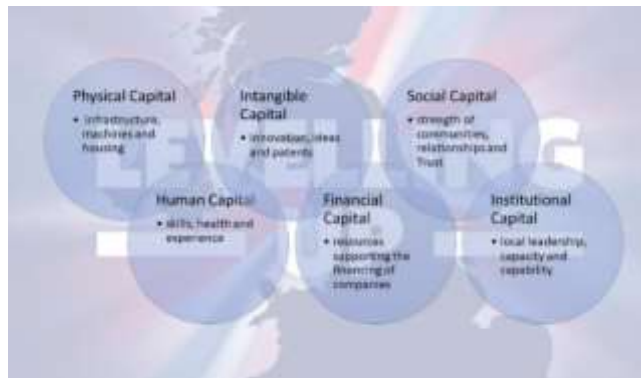 Physical Capital
• infrastructure,
machines and
housing
Intangible
Capital
• innovation, ideas
and patents
Social Capital
• strength of
communities,
relationships and
Trust
LEVELLING
UP
Human Capital
• skills, health and
experience
Financial
Capital
• resources
supporting the
financing of
companies
Institutional
Capital
• local leadership,
capacity and
capability